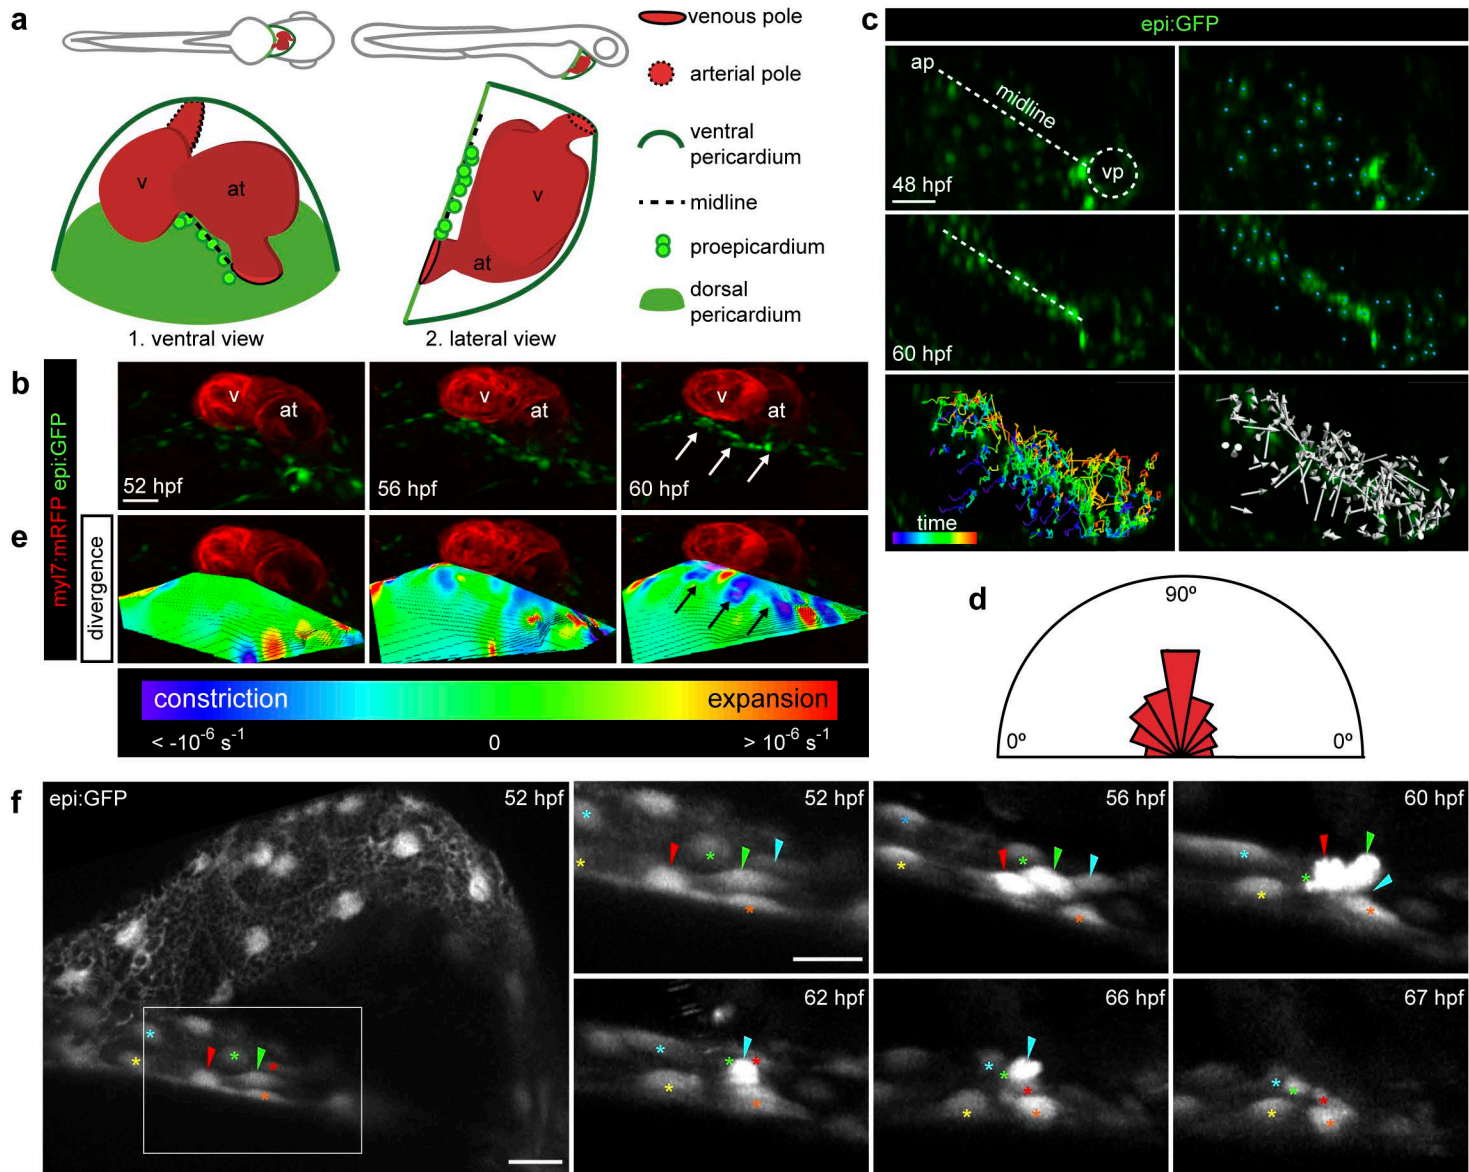 a
venous pole
arterial pole
ventral
pericardium
midline
proepicardium
dorsal
pericardium
v
at
v
at
1. ventral view
2. lateral view
b
myl7:mRFP epi:GFP
v
at
52 hpf
v
at
56 hpf
v
at
60 hpf
c
epi:GFP
ap
midline
vp
48 hpf
60 hpf
time
d
90º
0º
0º
e
divergence
constriction
expansion
< -10⁻⁶ s⁻¹
0
> 10⁻⁶ s⁻¹
f
epi:GFP
52 hpf
52 hpf
56 hpf
60 hpf
62 hpf
66 hpf
67 hpf